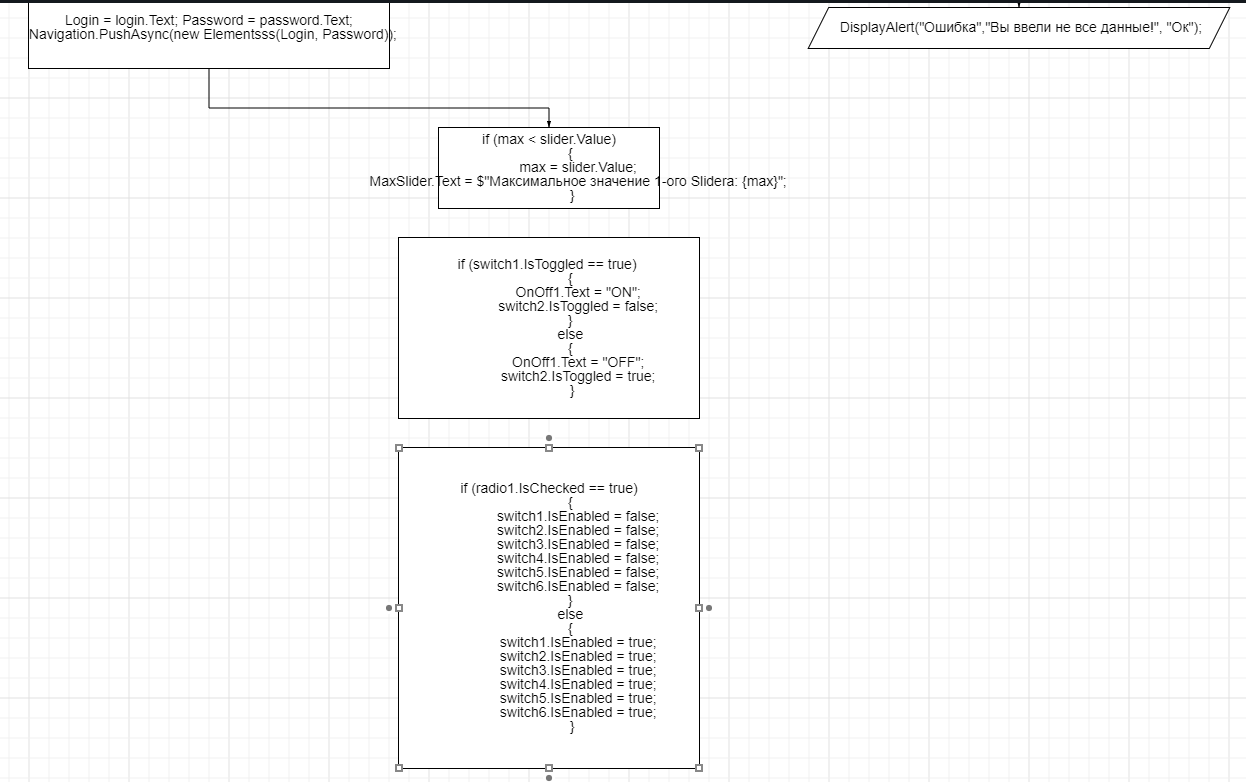 Login = login.Text; Password = password.Text;
Navigation.PushAsync(new Elementsss(Login, Password));
DisplayAlert("Ошибка","Вы ввели не все данные!", "Ок");
if (max < slider.Value)
{
max = slider.Value;
MaxSlider.Text = $"Максимальное значение 1-ого Slidera: {max}";
}
if (switch1.IsToggled == true)
{
OnOff1.Text = "ON";
switch2.IsToggled = false;
}
else
{
OnOff1.Text = "OFF";
switch2.IsToggled = true;
}
if (radio1.IsChecked == true)
{
switch1.IsEnabled = false;
switch2.IsEnabled = false;
switch3.IsEnabled = false;
switch4.IsEnabled = false;
switch5.IsEnabled = false;
switch6.IsEnabled = false;
}
else
{
switch1.IsEnabled = true;
switch2.IsEnabled = true;
switch3.IsEnabled = true;
switch4.IsEnabled = true;
switch5.IsEnabled = true;
switch6.IsEnabled = true;
}